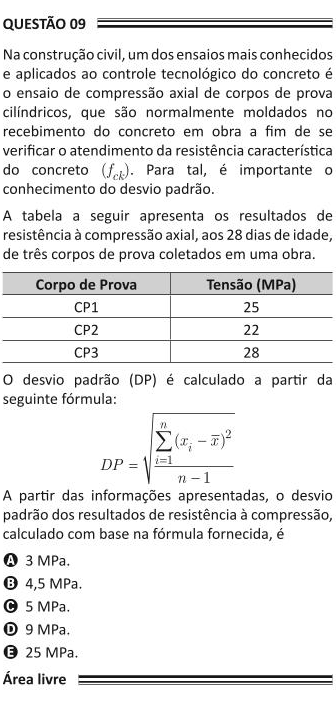 QUESTÃO 09
Na construção civil, um dos ensaios mais conhecidos
e aplicados ao controle tecnológico do concreto é
o ensaio de compressão axial de corpos de prova
cilíndricos, que são normalmente moldados no
recebimento do concreto em obra a fim de se
verificar o atendimento da resistência característica
do concreto (f_ck). Para tal, é importante o
conhecimento do desvio padrão.
A tabela a seguir apresenta os resultados de
resistência à compressão axial, aos 28 dias de idade,
de três corpos de prova coletados em uma obra.
Corpo de Prova Tensão (MPa)
CP1 25
CP2 22
CP3 28
O desvio padrão (DP) é calculado a partir da
seguinte fórmula:
DP = √(∑_{i=1}^{n} (x_i − x̄)² / (n − 1))
A partir das informações apresentadas, o desvio
padrão dos resultados de resistência à compressão,
calculado com base na fórmula fornecida, é
A 3 MPa.
B 4,5 MPa.
C 5 MPa.
D 9 MPa.
E 25 MPa.
Área livre